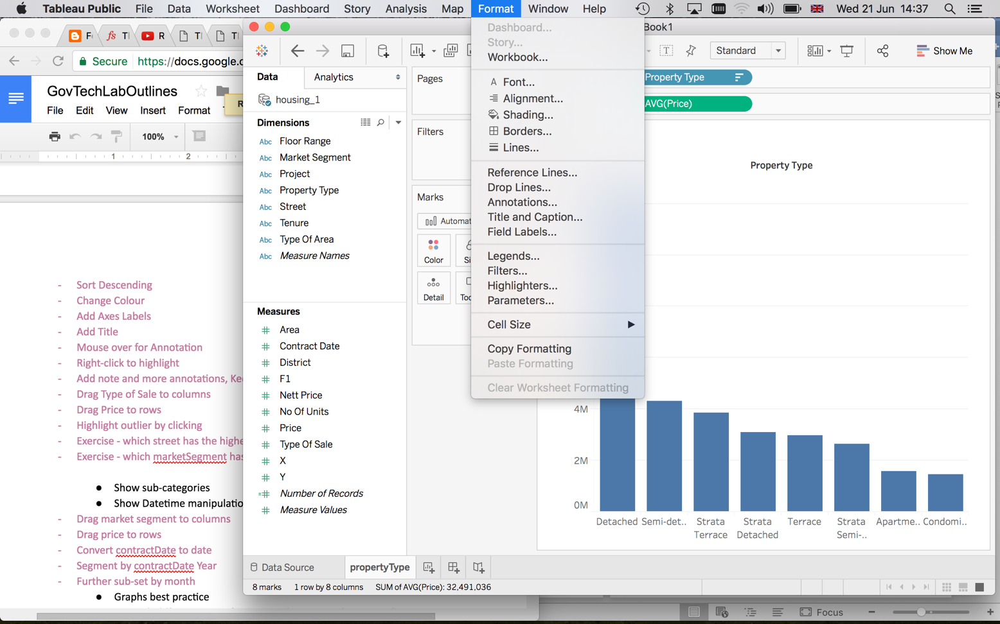 Tableau Public File Data Worksheet Dashboard Story Analysis Map Format Window Help Wed 21 Jun 14:37
Book1
Secure https://docs.google.c
GovTechLabOutlines
File Edit View Insert Format
100%
1 2
- Sort Descending
- Change Colour
- Add Axes Labels
- Add Title
- Mouse over for Annotation
- Right-click to highlight
- Add note and more annotations, Kee
- Drag Type of Sale to columns
- Drag Price to rows
- Highlight outlier by clicking
- Exercise - which street has the highe
- Exercise - which marketSegment has
● Show sub-categories
● Show Datetime manipulatio
- Drag market segment to columns
- Drag price to rows
- Convert contractDate to date
- Segment by contractDate Year
- Further sub-set by month
● Graphs best practice
Standard
Show Me
Data Analytics
housing_1
Dimensions
Abc Floor Range
Abc Market Segment
Abc Project
Abc Property Type
Abc Street
Abc Tenure
Abc Type Of Area
Abc Measure Names
Measures
# Area
# Contract Date
# District
# F1
# Nett Price
# No Of Units
# Price
# Type Of Sale
# X
# Y
=# Number of Records
# Measure Values
Pages
Filters
Marks
Automat
Color Si
Detail Too
Dashboard...
Story...
Workbook...
A Font...
Alignment...
Shading...
Borders...
Lines...
Reference Lines...
Drop Lines...
Annotations...
Title and Caption...
Field Labels...
Legends...
Filters...
Highlighters...
Parameters...
Cell Size
Copy Formatting
Paste Formatting
Clear Worksheet Formatting
Property Type
AVG(Price)
Property Type
4M
2M
0M
Detached Semi-det.. Strata Terrace Strata Detached Terrace Strata Semi-.. Apartme.. Condomi..
Data Source propertyType
8 marks 1 row by 8 columns SUM of AVG(Price): 32,491,036
Focus